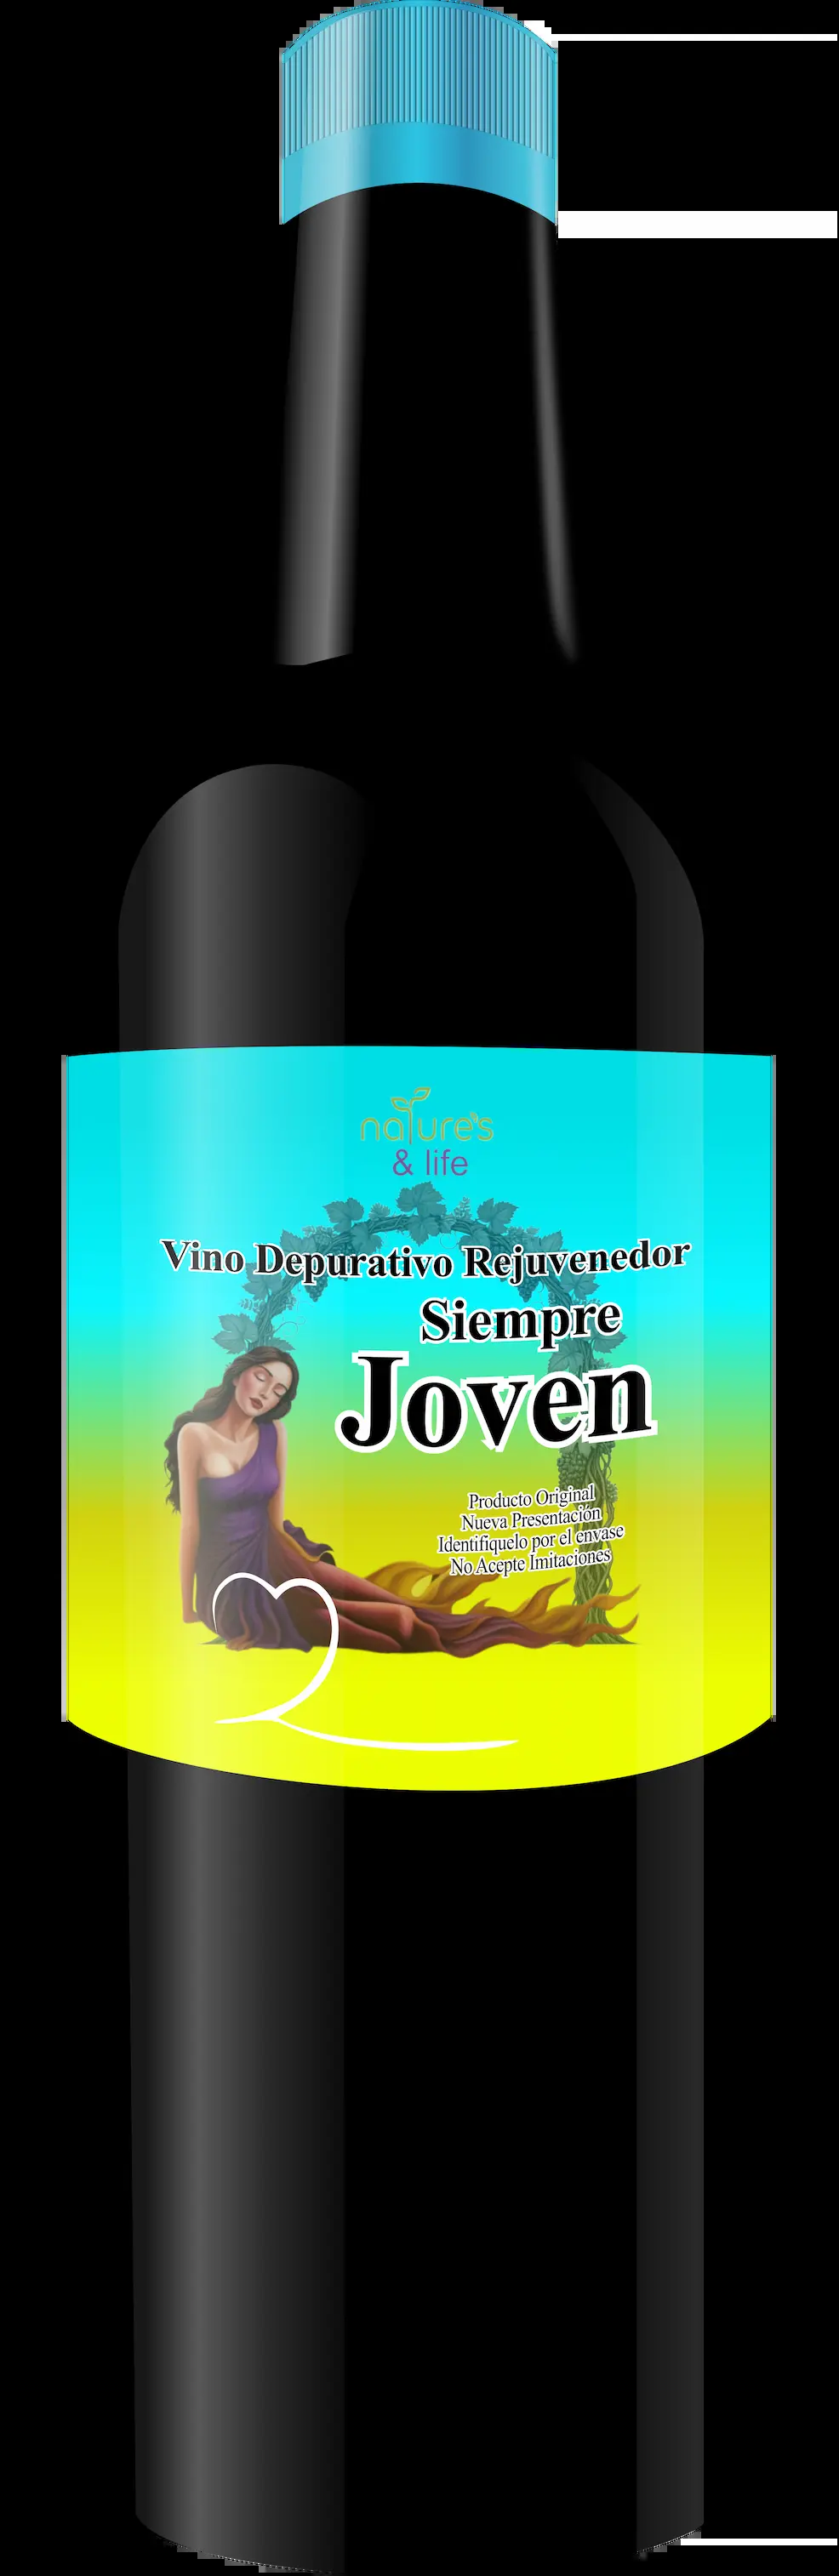 nature's
& life
Vino Depurativo Rejuvenedor
Siempre
Joven
Producto Original
Nueva Presentación
Identifiquelo por el envase
No Acepte Imitaciones